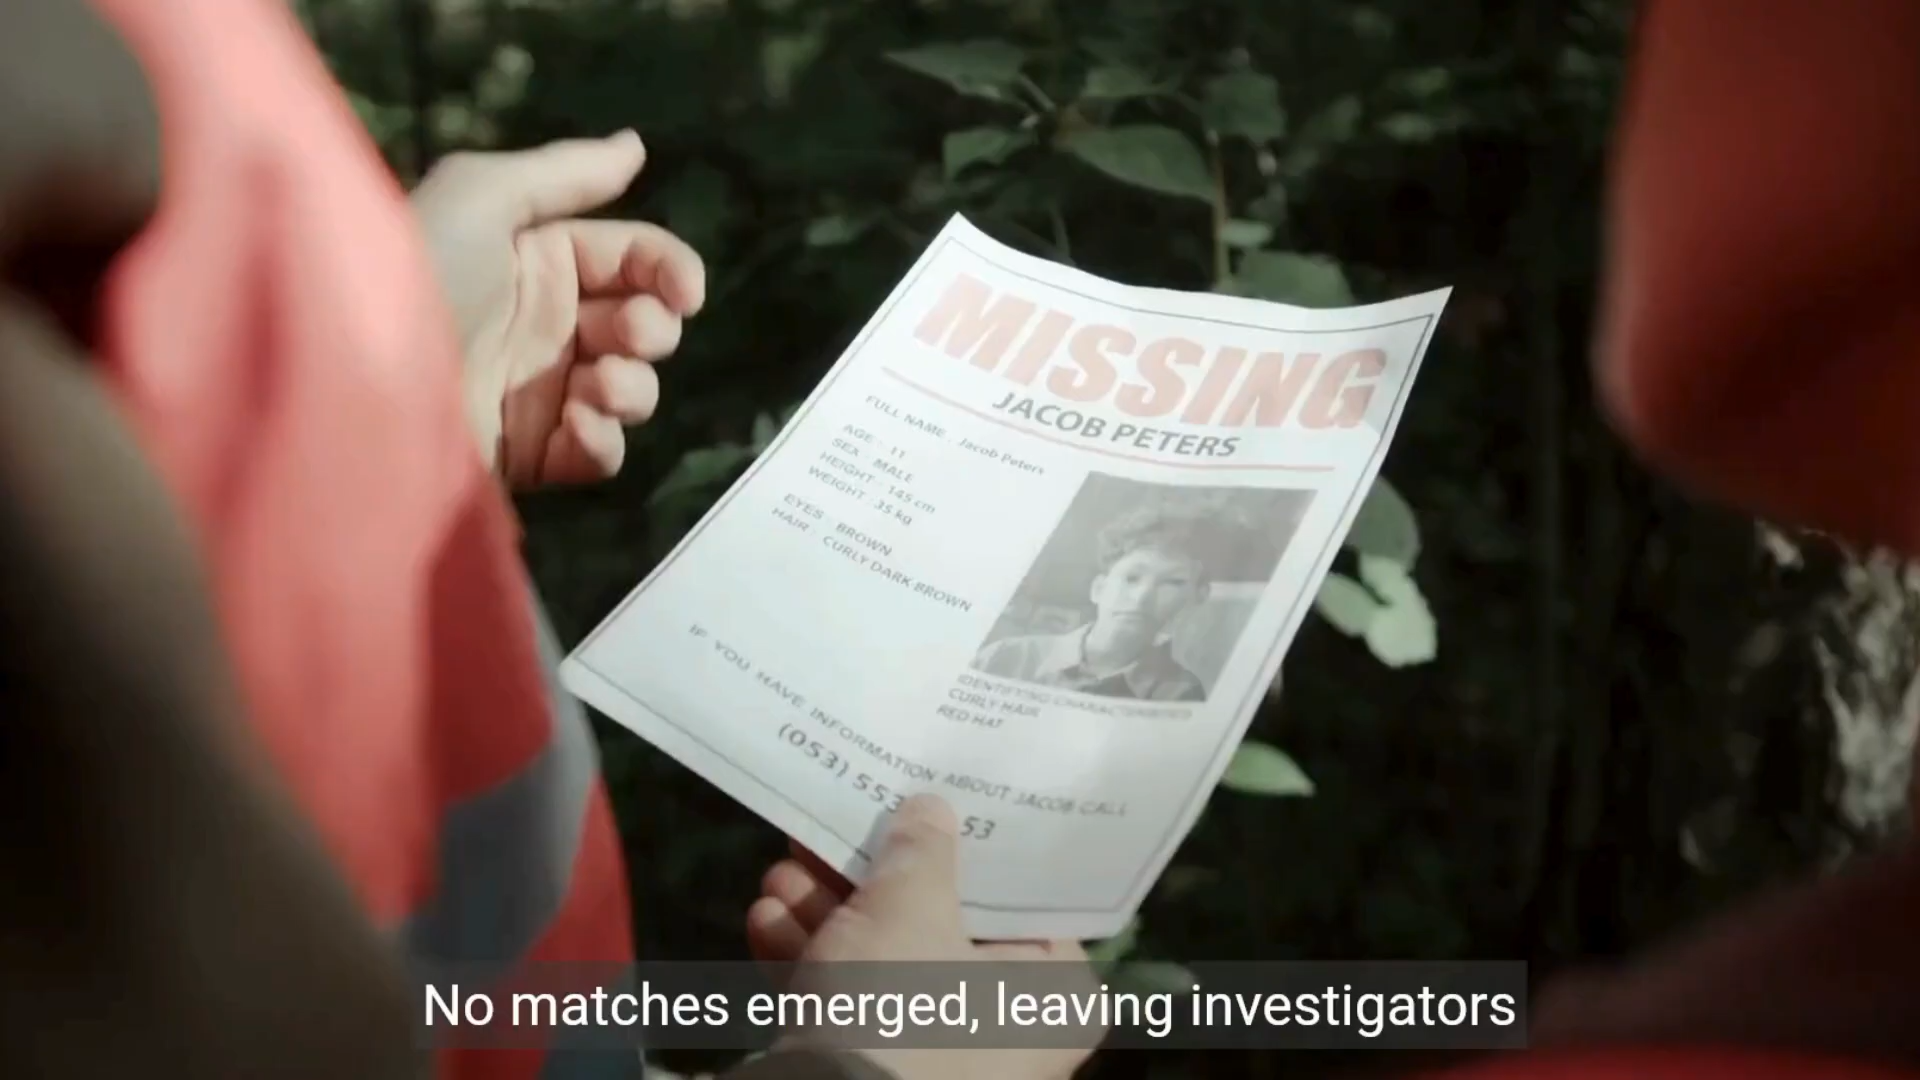 MISSING
JACOB PETERS
FULL NAME : Jacob Peters
AGE : 11
SEX : MALE
HEIGHT : 145 cm
WEIGHT : 35 kg
EYES : BROWN
HAIR : CURLY DARK BROWN
IDENTIFYING CHARACTERISTICS
CURLY HAIR
RED HAT
IF YOU HAVE INFORMATION ABOUT JACOB CALL
(053) 553 53
No matches emerged, leaving investigators